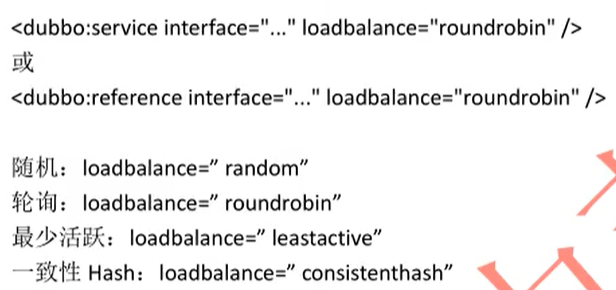 <dubbo:service interface="..." loadbalance="roundrobin" />
或
<dubbo:reference interface="..." loadbalance="roundrobin" />
随机：loadbalance=” random”
轮询：loadbalance=” roundrobin”
最少活跃：loadbalance=” leastactive”
一致性 Hash：loadbalance=” consistenthash”